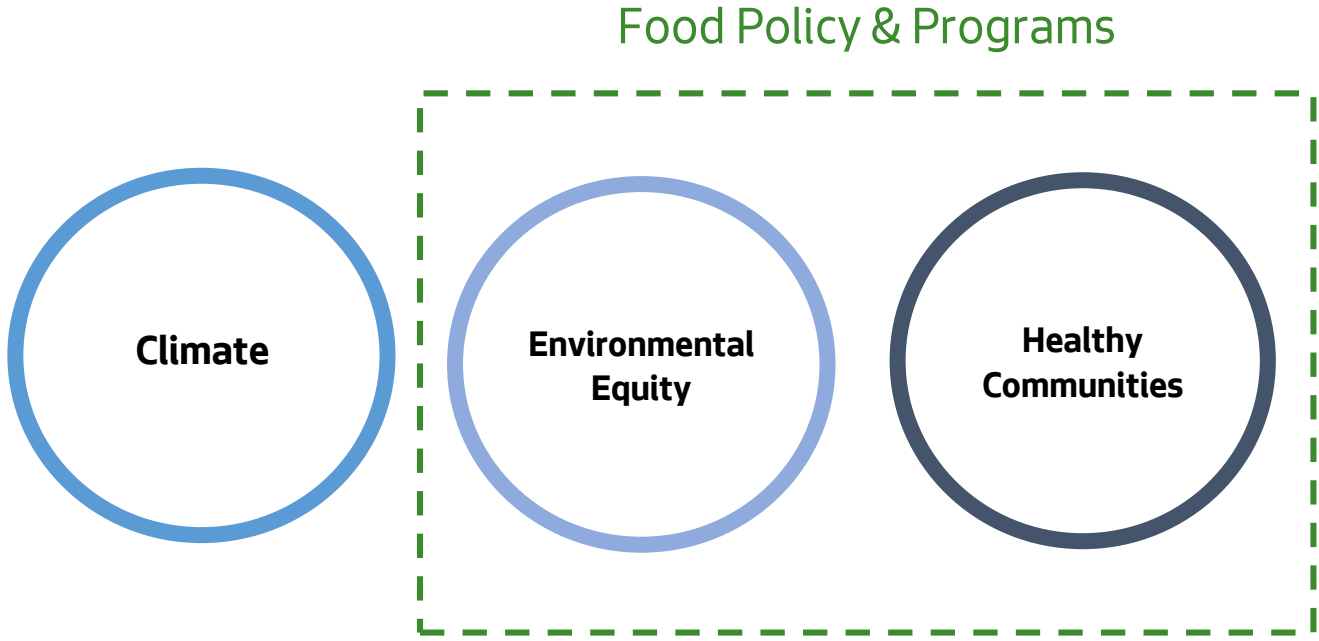 Food Policy & Programs
Climate
Environmental
Equity
Healthy
Communities